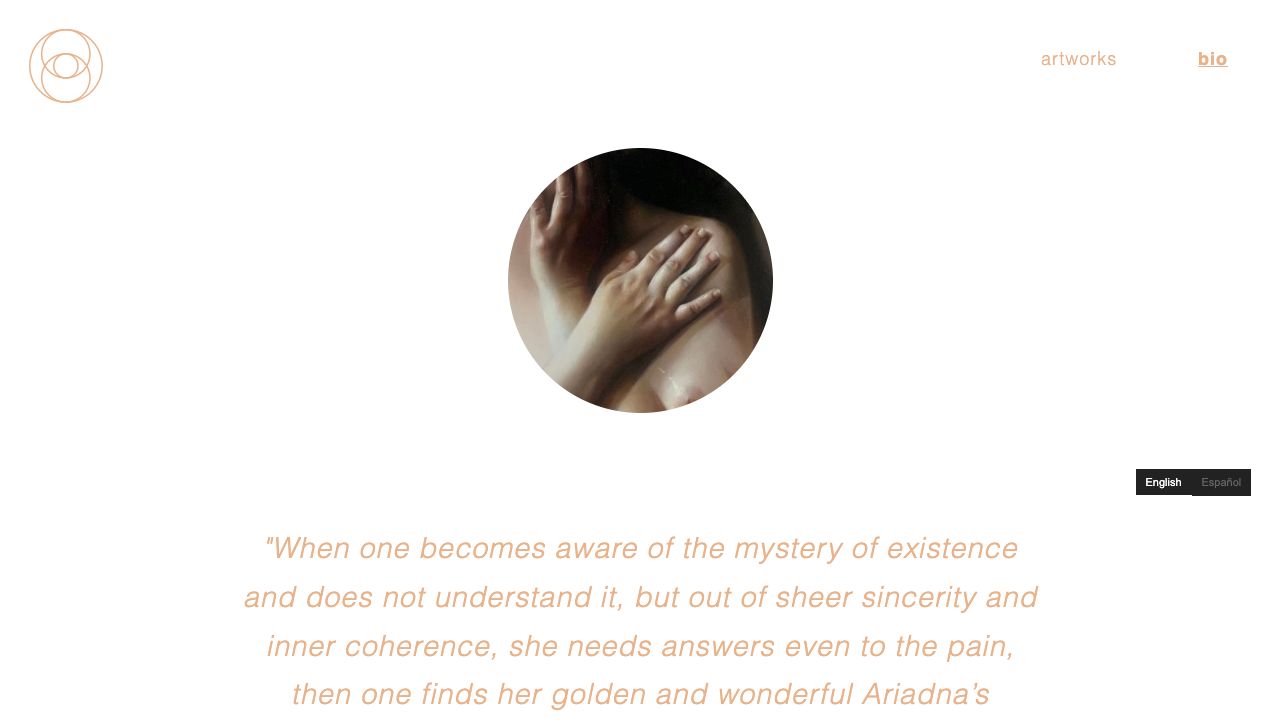 artworks
bio
English
Español
"When one becomes aware of the mystery of existence
and does not understand it, but out of sheer sincerity and
inner coherence, she needs answers even to the pain,
then one finds her golden and wonderful Ariadna’s